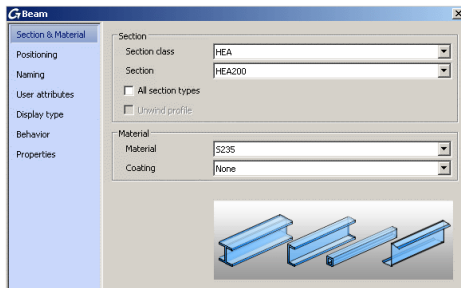 Beam
Section & Material
Positioning
Naming
User attributes
Display type
Behavior
Properties
Section
Section class HEA
Section HEA200
All section types
Unwind profile
Material
Material S235
Coating None